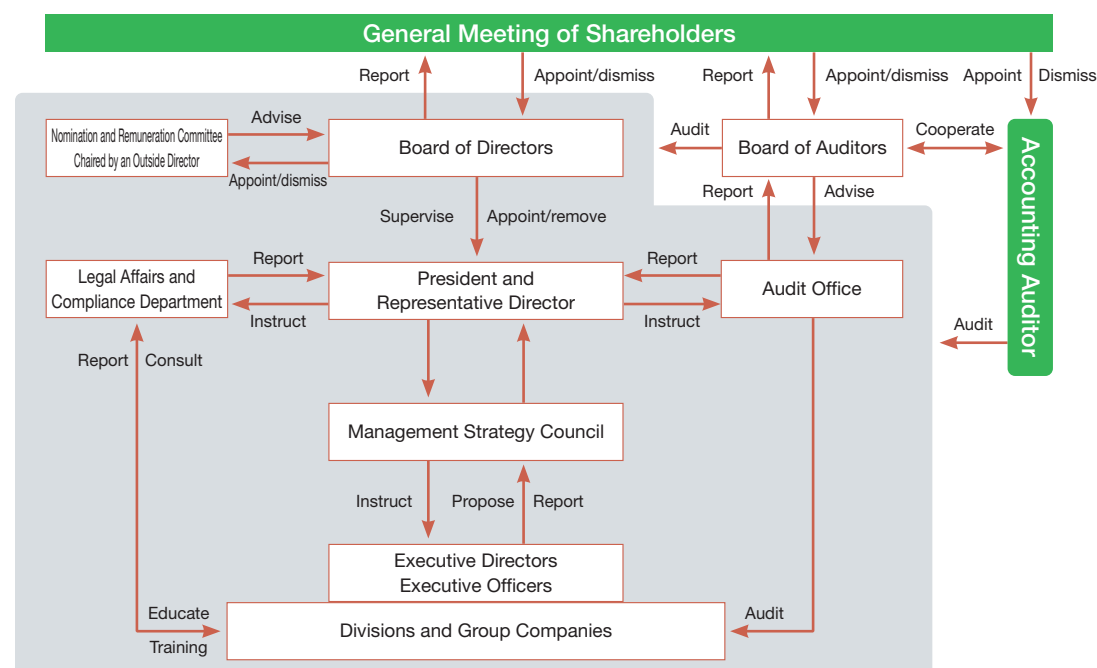 General Meeting of Shareholders
Report
Appoint/dismiss
Report
Appoint/dismiss
Appoint
Dismiss
Nomination and Remuneration Committee
Chaired by an Outside Director
Advise
Appoint/dismiss
Board of Directors
Audit
Board of Auditors
Cooperate
Accounting Auditor
Supervise
Appoint/remove
Report
Advise
Legal Affairs and
Compliance Department
Report
Instruct
President and
Representative Director
Report
Instruct
Audit Office
Audit
Report
Consult
Management Strategy Council
Instruct
Propose
Report
Executive Directors
Executive Officers
Educate
Training
Divisions and Group Companies
Audit